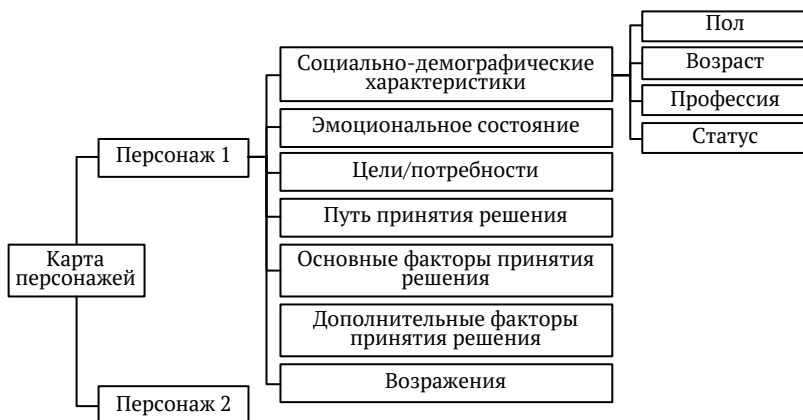 Карта
персонажей
Персонаж 1
Социально-демографические
характеристики
Пол
Возраст
Профессия
Статус
Эмоциональное состояние
Цели/потребности
Путь принятия решения
Основные факторы принятия
решения
Дополнительные факторы
принятия решения
Возражения
Персонаж 2